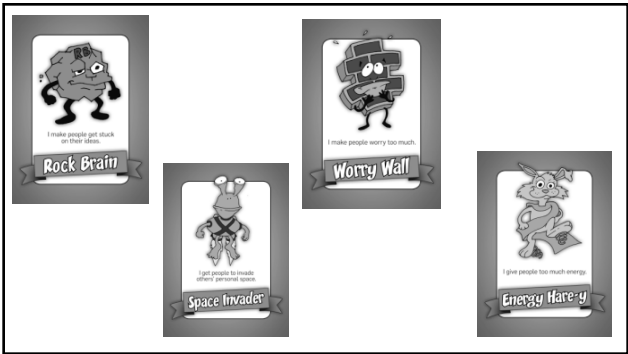 RB
I make people get stuck
on their ideas.
Rock Brain
I make people worry too much.
Worry Wall
I get people to invade
others' personal space.
Space Invader
I give people too much energy.
Energy Hare-y